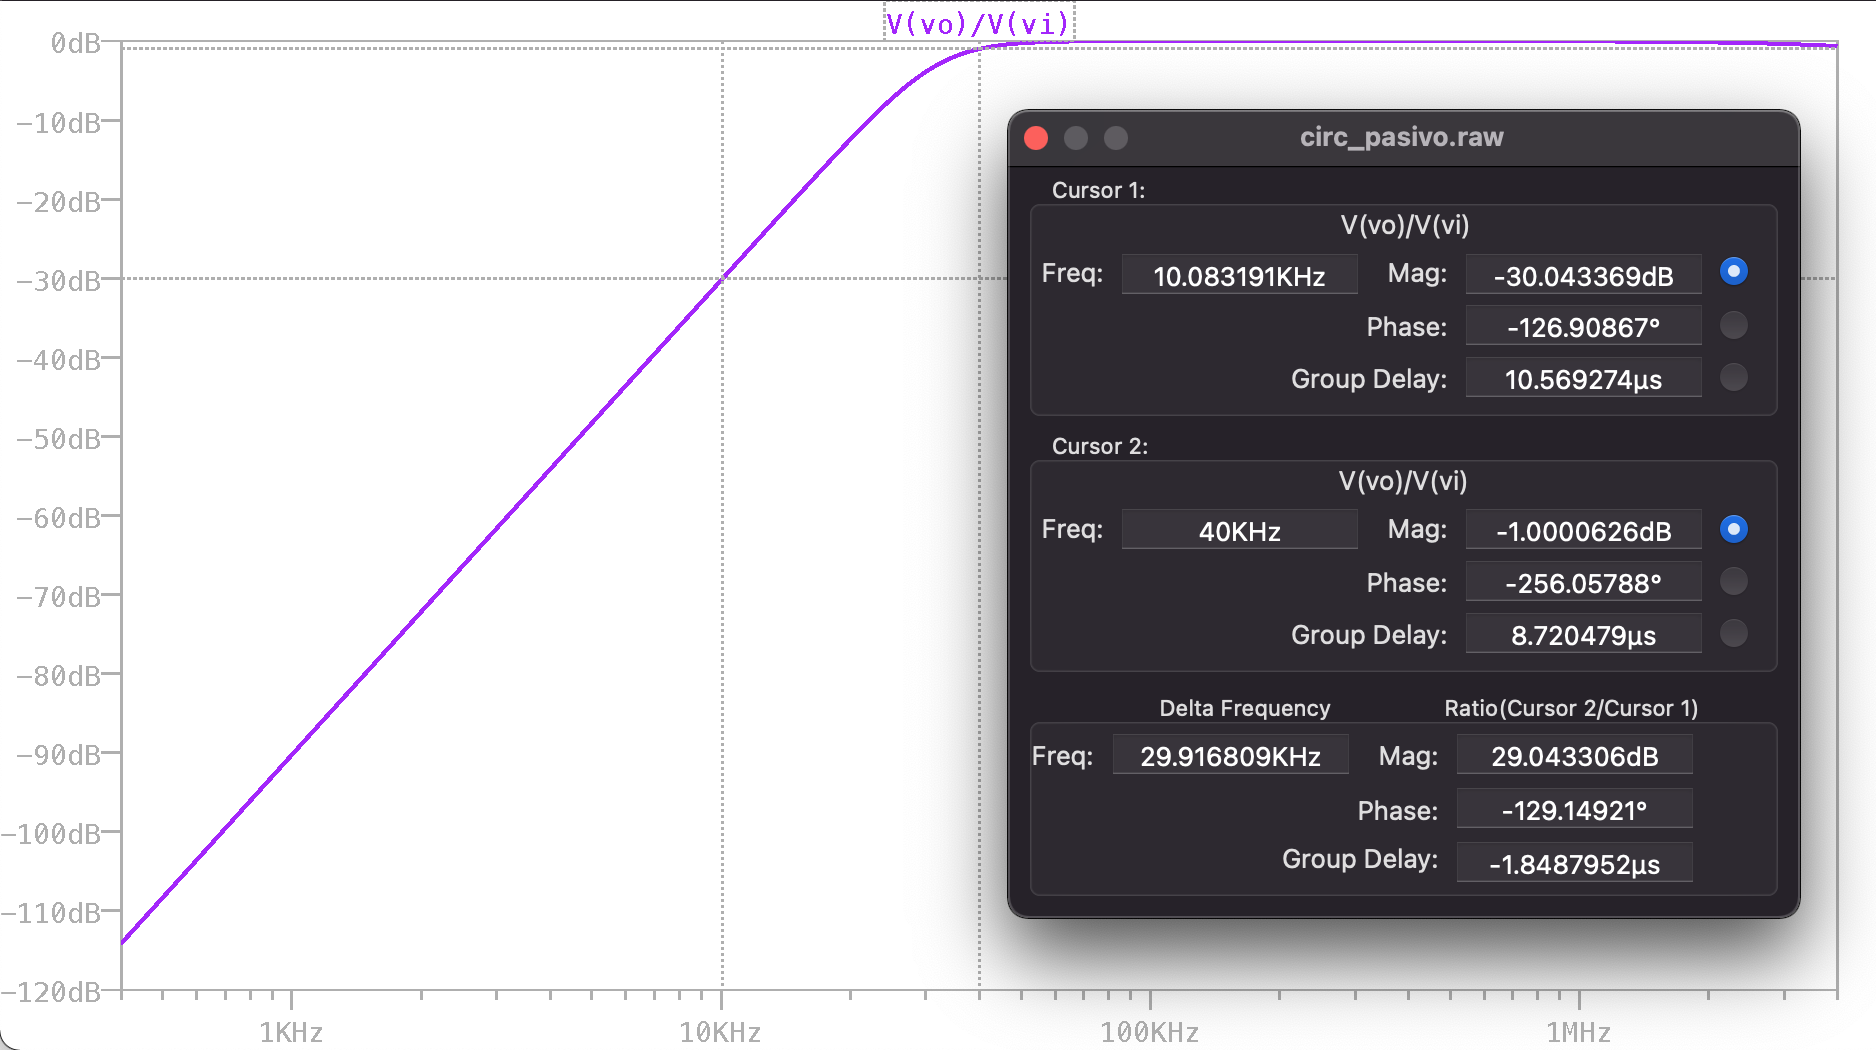 V(vo)/V(vi)
0dB
-10dB
-20dB
-30dB
-40dB
-50dB
-60dB
-70dB
-80dB
-90dB
-100dB
-110dB
-120dB
1KHz 10KHz 100KHz 1MHz
circ_pasivo.raw
Cursor 1:
V(vo)/V(vi)
Freq: 10.083191KHz Mag: -30.043369dB
Phase: -126.90867°
Group Delay: 10.569274µs
Cursor 2:
V(vo)/V(vi)
Freq: 40KHz Mag: -1.0000626dB
Phase: -256.05788°
Group Delay: 8.720479µs
Delta Frequency Ratio(Cursor 2/Cursor 1)
Freq: 29.916809KHz Mag: 29.043306dB
Phase: -129.14921°
Group Delay: -1.8487952µs